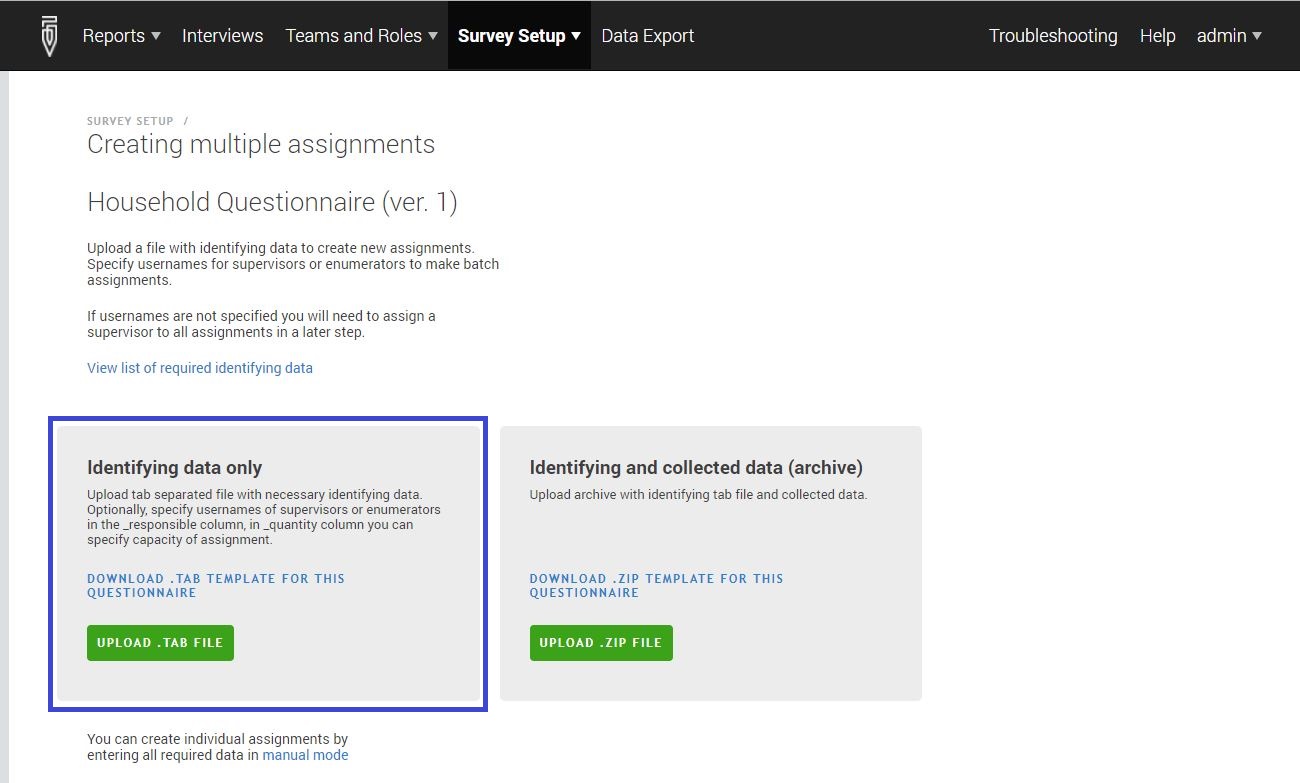 Reports Interviews Teams and Roles Survey Setup Data Export Troubleshooting Help admin
SURVEY SETUP /
Creating multiple assignments
Household Questionnaire (ver. 1)
Upload a file with identifying data to create new assignments.
Specify usernames for supervisors or enumerators to make batch
assignments.
If usernames are not specified you will need to assign a
supervisor to all assignments in a later step.
View list of required identifying data
Identifying data only
Upload tab separated file with necessary identifying data.
Optionally, specify usernames of supervisors or enumerators
in the _responsible column, in _quantity column you can
specify capacity of assignment.
DOWNLOAD .TAB TEMPLATE FOR THIS
QUESTIONNAIRE
UPLOAD .TAB FILE
Identifying and collected data (archive)
Upload archive with identifying tab file and collected data.
DOWNLOAD .ZIP TEMPLATE FOR THIS
QUESTIONNAIRE
UPLOAD .ZIP FILE
You can create individual assignments by
entering all required data in manual mode